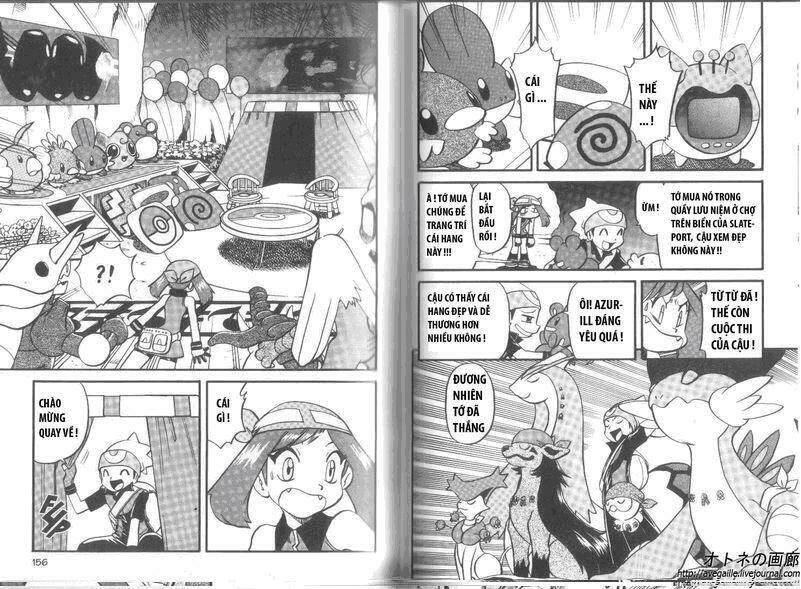 ?!
CHÀO
MỪNG
QUAY VỀ !
CÁI
GÌ !
156
CÁI
GÌ ...
THẾ
NÀY ... !
À ! TỚ MUA
CHÚNG ĐỂ
TRANG TRÍ
CÁI HANG
NÀY !!!
LẠI
BẮT
ĐẦU
RỒI !
ỪM !
TỚ MUA NÓ TRONG
QUẦY LƯU NIỆM Ở CHỢ
TRÊN BIỂN CỦA SLATE-
PORT, CẬU XEM ĐẸP
KHÔNG NÀY !!
CẬU CÓ THẤY CÁI
HANG ĐẸP VÀ DỄ
THƯƠNG HƠN
NHIỀU KHÔNG !
ÔI! AZUR-
ILL ĐÁNG
YÊU QUÁ !
TỪ TỪ ĐÃ !
THẾ CÒN
CUỘC THI
CỦA CẬU !
ĐƯƠNG
NHIÊN
TỚ ĐÃ
THẮNG
オトネの画廊
http://avegaille.livejournal.com